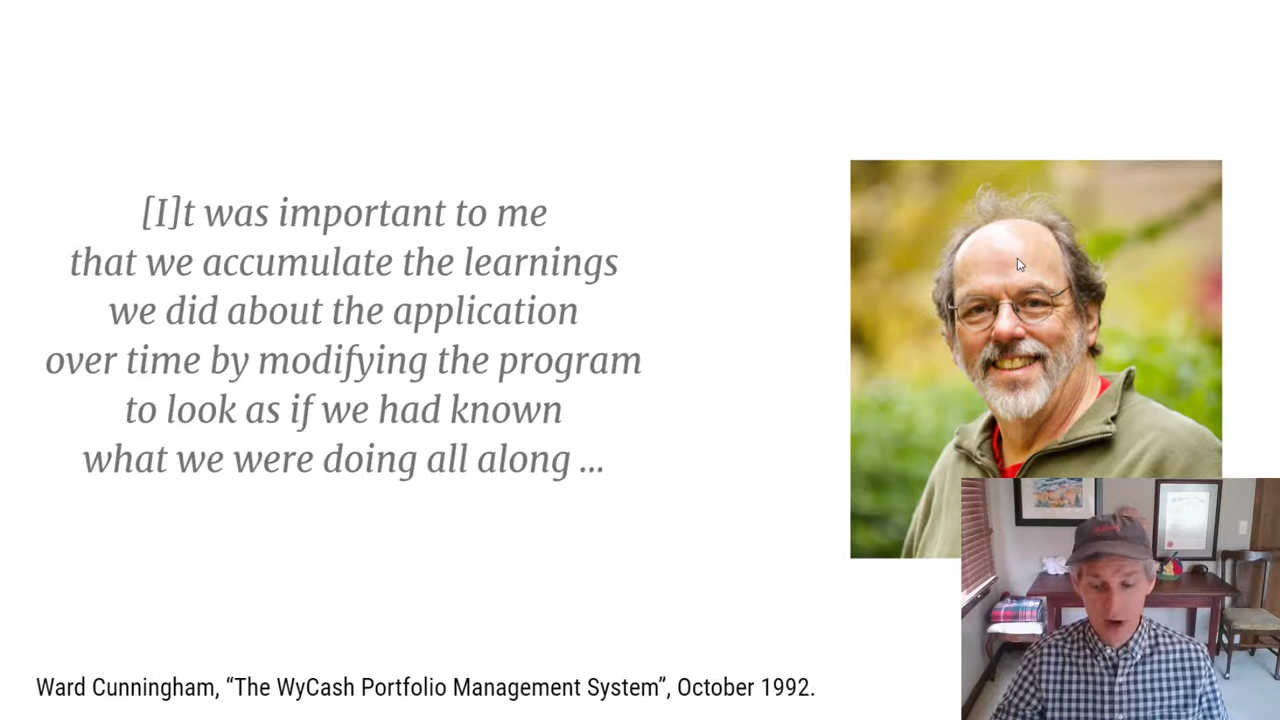 [I]t was important to me
that we accumulate the learnings
we did about the application
over time by modifying the program
to look as if we had known
what we were doing all along ...
Ward Cunningham, “The WyCash Portfolio Management System”, October 1992.